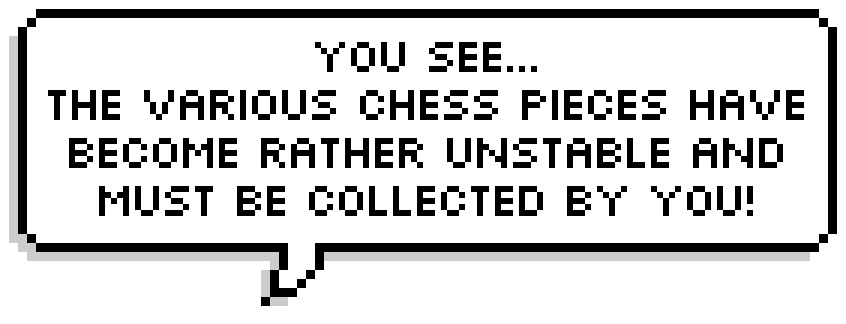 YOU SEE...
THE VARIOUS CHESS PIECES HAVE
BECOME RATHER UNSTABLE AND
MUST BE COLLECTED BY YOU!